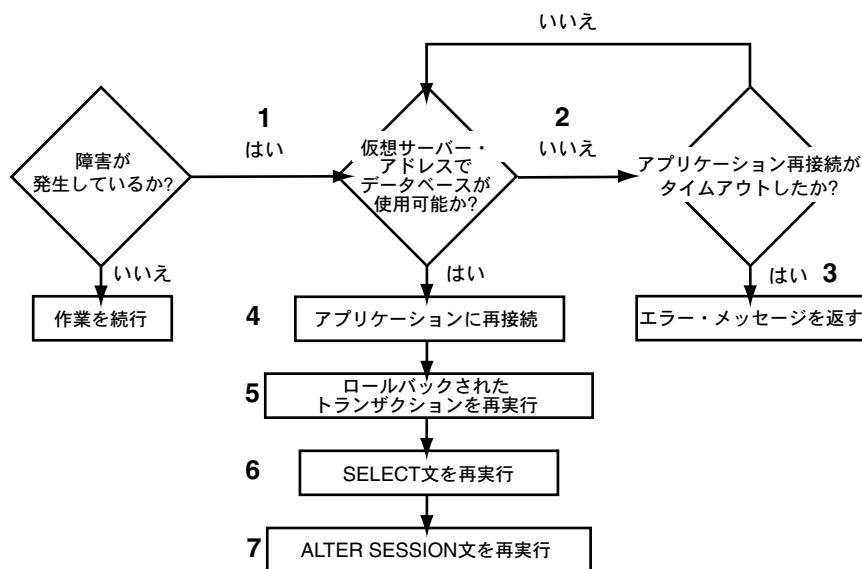 いいえ
障害が
発生しているか?
1
はい
仮想サーバー・
アドレスで
データベースが
使用可能か?
2
いいえ
アプリケーション再接続が
タイムアウトしたか?
いいえ
作業を続行
はい
はい 3
4 アプリケーションに再接続
エラー・メッセージを返す
5 ロールバックされた
トランザクションを再実行
6 SELECT文を再実行
7 ALTER SESSION文を再実行